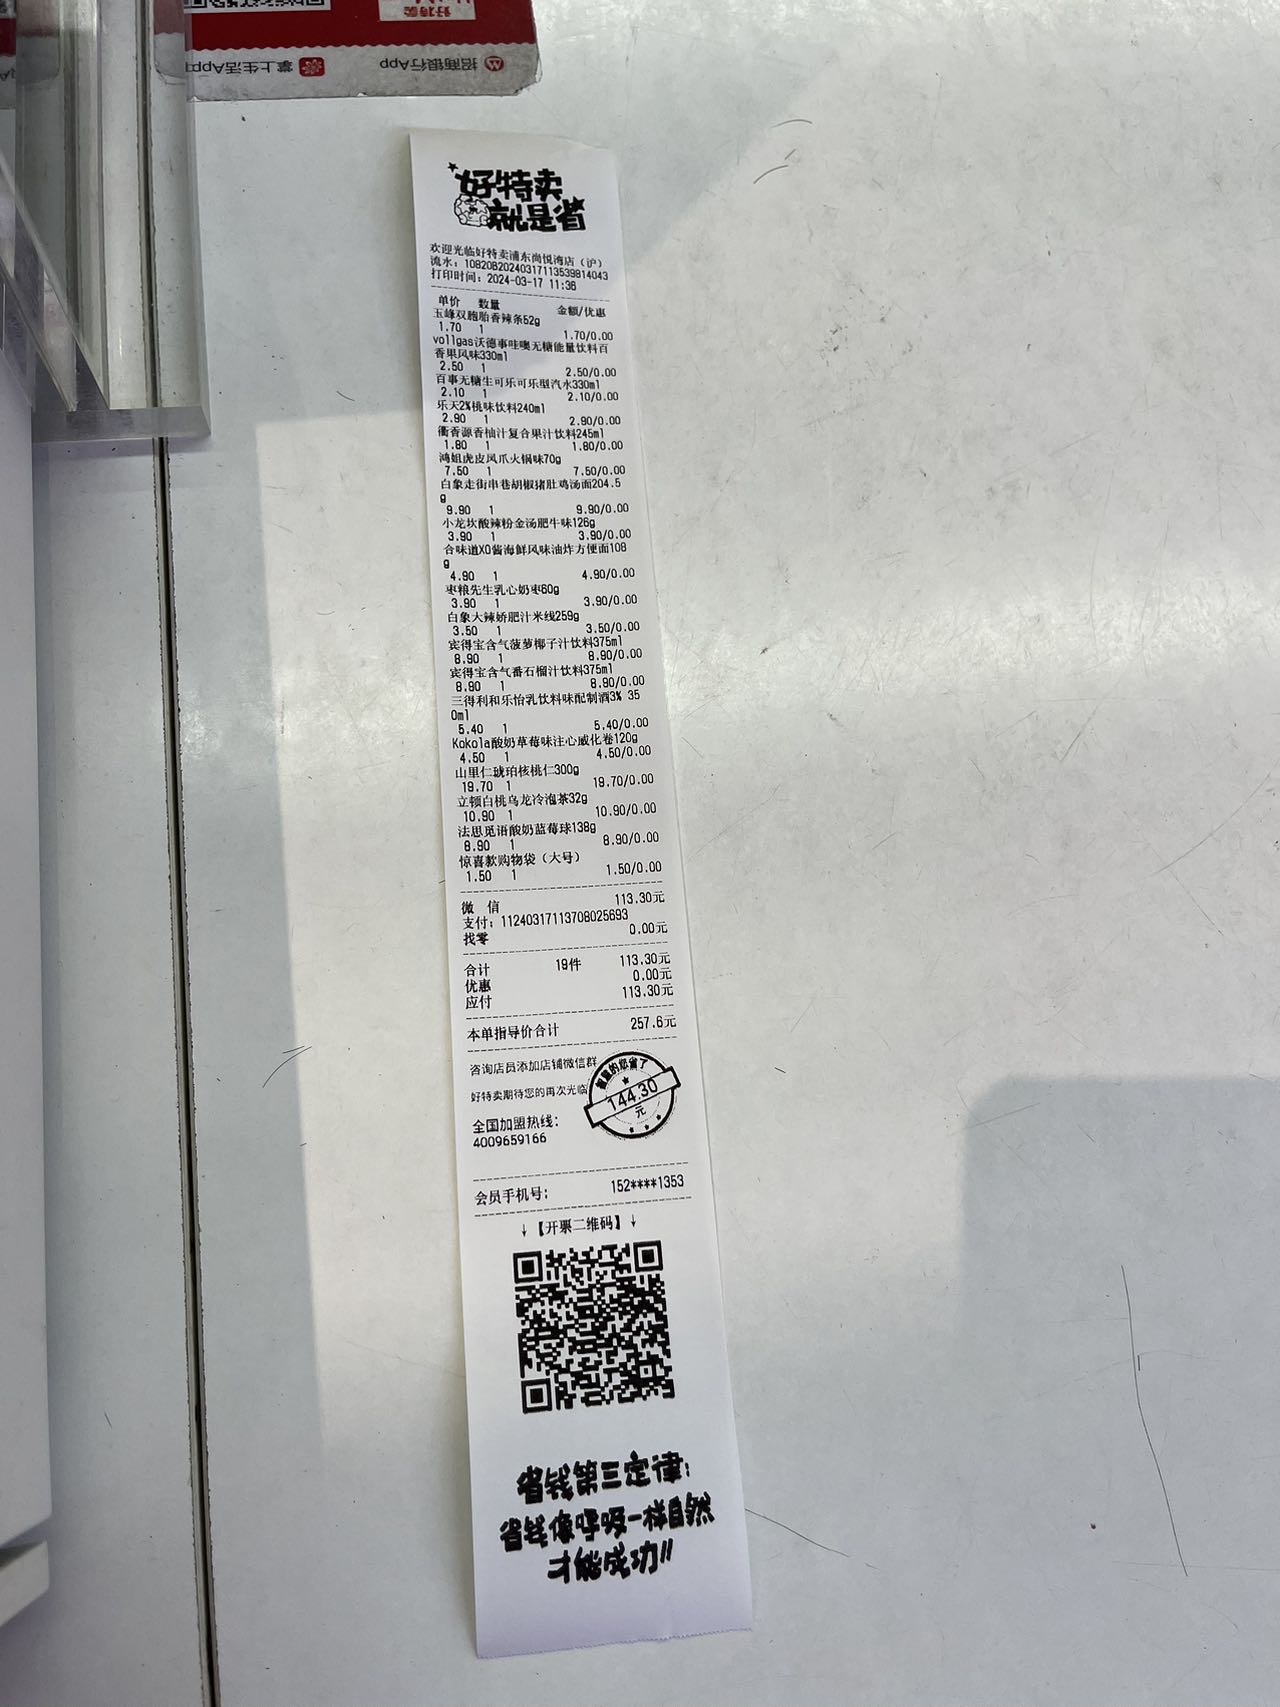 招商银行App
掌上生活App
好特卖
就是省
欢迎光临好特卖浦东尚悦湾店（沪）
流水：10820B20240317113539814043
打印时间：2024-03-17 11:36
单价 数量 金额/优惠
玉峰双胞胎香辣条52g
1.70 1 1.70/0.00
vollgas沃德事哇噢无糖能量饮料百
香果风味330ml
2.50 1 2.50/0.00
百事无糖生可乐可乐型汽水330ml
2.10 1 2.10/0.00
乐天2%桃味饮料240ml
2.90 1 2.90/0.00
衢香源香柚汁复合果汁饮料245ml
1.80 1 1.80/0.00
鸿姐虎皮凤爪火锅味70g
7.50 1 7.50/0.00
白象走街串巷胡椒猪肚鸡汤面204.5
g
9.90 1 9.90/0.00
小龙坎酸辣粉金汤肥牛味126g
3.90 1 3.90/0.00
合味道XO酱海鲜风味油炸方便面108
g
4.90 1 4.90/0.00
枣粮先生乳心奶枣60g
3.90 1 3.90/0.00
白象大辣娇肥汁米线259g
3.50 1 3.50/0.00
宾得宝含气菠萝椰子汁饮料375ml
8.90 1 8.90/0.00
宾得宝含气番石榴汁饮料375ml
8.90 1 8.90/0.00
三得利和乐怡乳饮料味配制酒3% 35
0ml
5.40 1 5.40/0.00
Kokola酸奶草莓味注心威化卷120g
4.50 1 4.50/0.00
山里仁琥珀核桃仁300g
19.70 1 19.70/0.00
立顿白桃乌龙冷泡茶32g
10.90 1 10.90/0.00
法思觅语酸奶蓝莓球138g
8.90 1 8.90/0.00
惊喜款购物袋（大号）
1.50 1 1.50/0.00
微 信 113.30元
支付：11240317113708025693
找零 0.00元
合计 19件 113.30元
优惠 0.00元
应付 113.30元
本单指导价合计 257.6元
咨询店员添加店铺微信群
好特卖期待您的再次光临
全国加盟热线：
4009659166
机智的您省了
144.30
元
会员手机号： 152****1353
↓【开票二维码】↓
省钱第三定律：
省钱像呼吸一样自然
才能成功!!